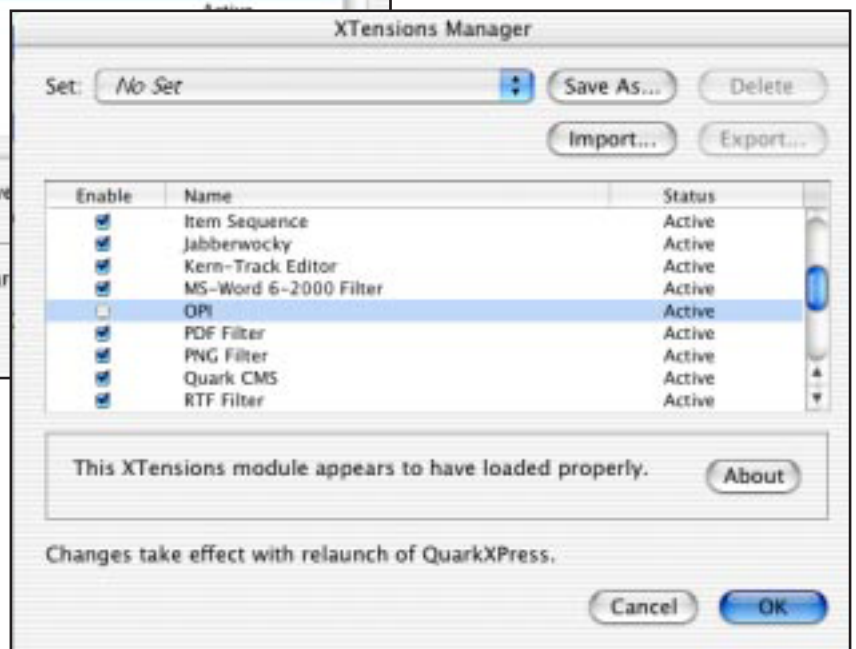 XTensions Manager
Set: No Set Save As... Delete
Import... Export...
Enable Name Status
Item Sequence Active
Jabberwocky Active
Kern-Track Editor Active
MS-Word 6-2000 Filter Active
OPI Active
PDF Filter Active
PNG Filter Active
Quark CMS Active
RTF Filter Active
This XTensions module appears to have loaded properly. About
Changes take effect with relaunch of QuarkXPress.
Cancel OK